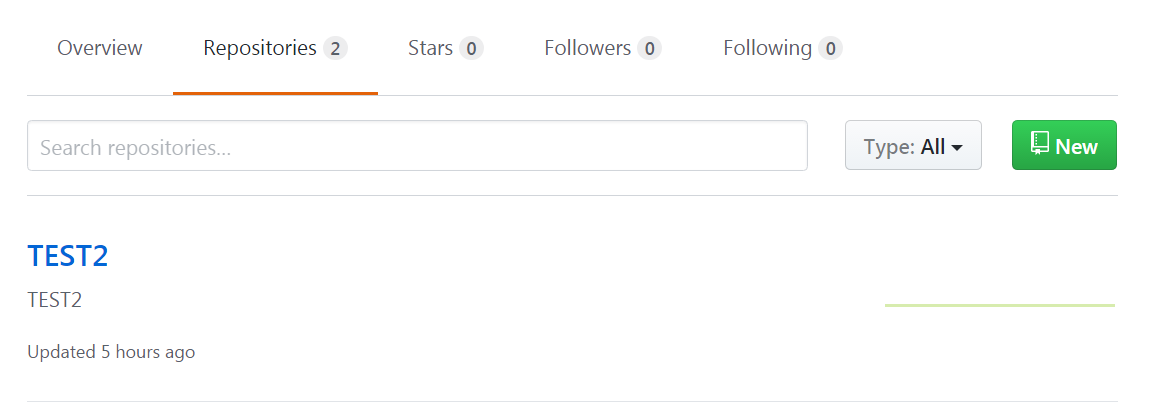 Overview Repositories 2 Stars 0 Followers 0 Following 0
Search repositories... Type: All New
TEST2
TEST2
Updated 5 hours ago